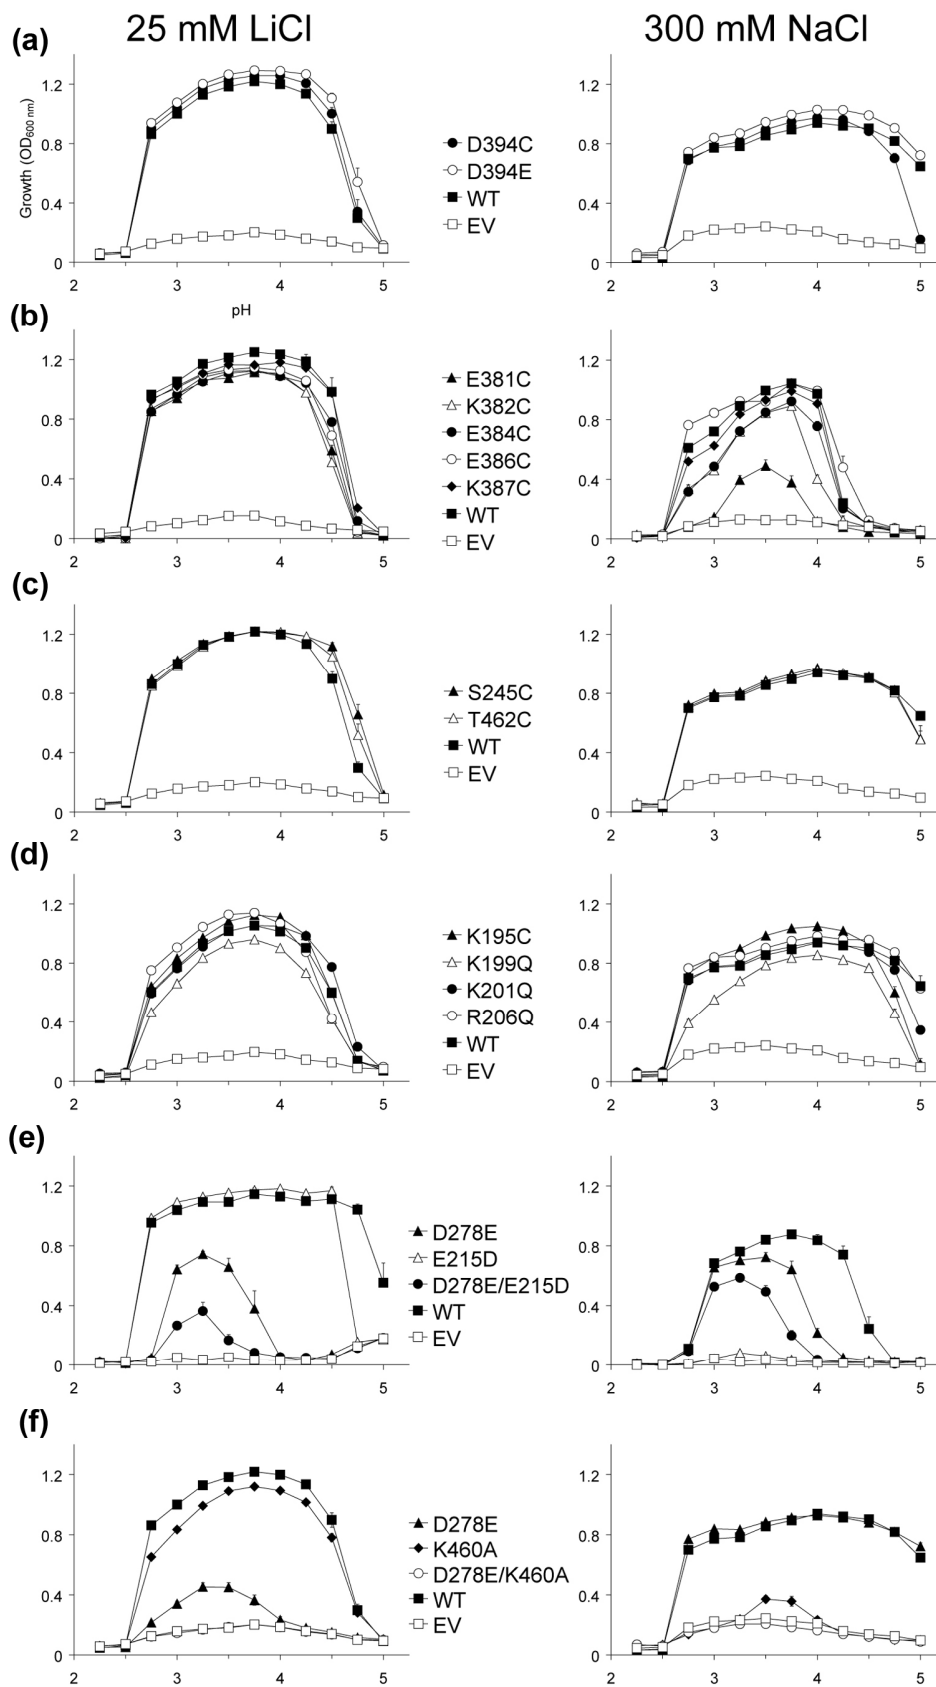 25 mM LiCl
300 mM NaCl
(a)
Growth (OD600 nm)
1.2
0.8
0.4
0
2
3
4
5
pH
D394C
D394E
WT
EV
1.2
0.8
0.4
0
2
3
4
5
(b)
1.2
0.8
0.4
0
2
3
4
5
E381C
K382C
E384C
E386C
K387C
WT
EV
1.2
0.8
0.4
0
2
3
4
5
(c)
1.2
0.8
0.4
0
2
3
4
5
S245C
T462C
WT
EV
1.2
0.8
0.4
0
2
3
4
5
(d)
1.2
0.8
0.4
0
2
3
4
5
K195C
K199Q
K201Q
R206Q
WT
EV
1.2
0.8
0.4
0
2
3
4
5
(e)
1.2
0.8
0.4
0
2
3
4
5
D278E
E215D
D278E/E215D
WT
EV
1.2
0.8
0.4
0
2
3
4
5
(f)
1.2
0.8
0.4
0
2
3
4
5
D278E
K460A
D278E/K460A
WT
EV
1.2
0.8
0.4
0
2
3
4
5